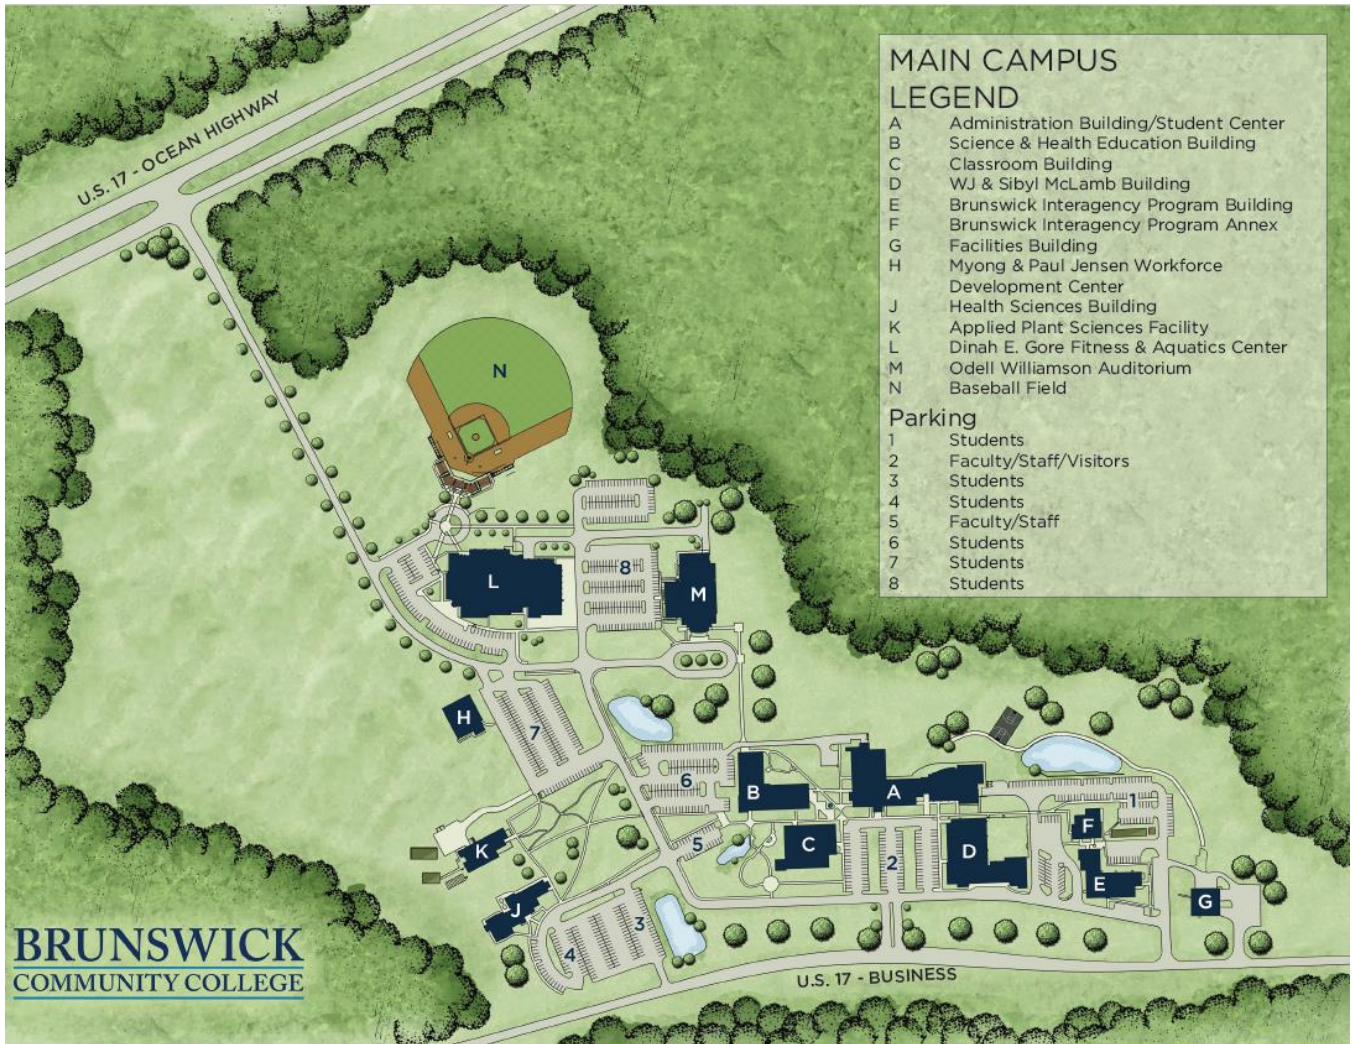 U.S. 17 - OCEAN HIGHWAY
MAIN CAMPUS
LEGEND
A Administration Building/Student Center
B Science & Health Education Building
C Classroom Building
D WJ & Sibyl McLamb Building
E Brunswick Interagency Program Building
F Brunswick Interagency Program Annex
G Facilities Building
H Myong & Paul Jensen Workforce
Development Center
J Health Sciences Building
K Applied Plant Sciences Facility
L Dinah E. Gore Fitness & Aquatics Center
M Odell Williamson Auditorium
N Baseball Field
Parking
1 Students
2 Faculty/Staff/Visitors
3 Students
4 Students
5 Faculty/Staff
6 Students
7 Students
8 Students
N
L
8
M
H
7
6
B
A
1
F
5
K
C
2
D
E
G
J
3
4
BRUNSWICK
COMMUNITY COLLEGE
U.S. 17 - BUSINESS